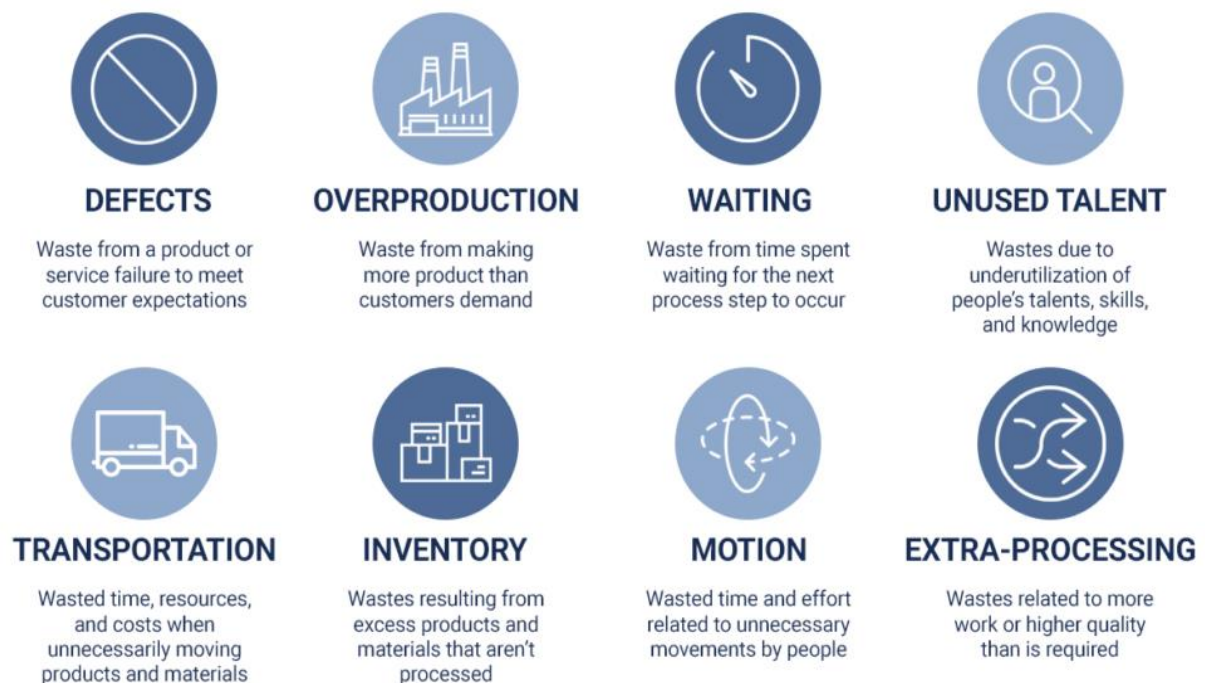 DEFECTS
Waste from a product or
service failure to meet
customer expectations
OVERPRODUCTION
Waste from making
more product than
customers demand
WAITING
Waste from time spent
waiting for the next
process step to occur
UNUSED TALENT
Wastes due to
underutilization of
people's talents, skills,
and knowledge
TRANSPORTATION
Wasted time, resources,
and costs when
unnecessarily moving
products and materials
INVENTORY
Wastes resulting from
excess products and
materials that aren't
processed
MOTION
Wasted time and effort
related to unnecessary
movements by people
EXTRA-PROCESSING
Wastes related to more
work or higher quality
than is required